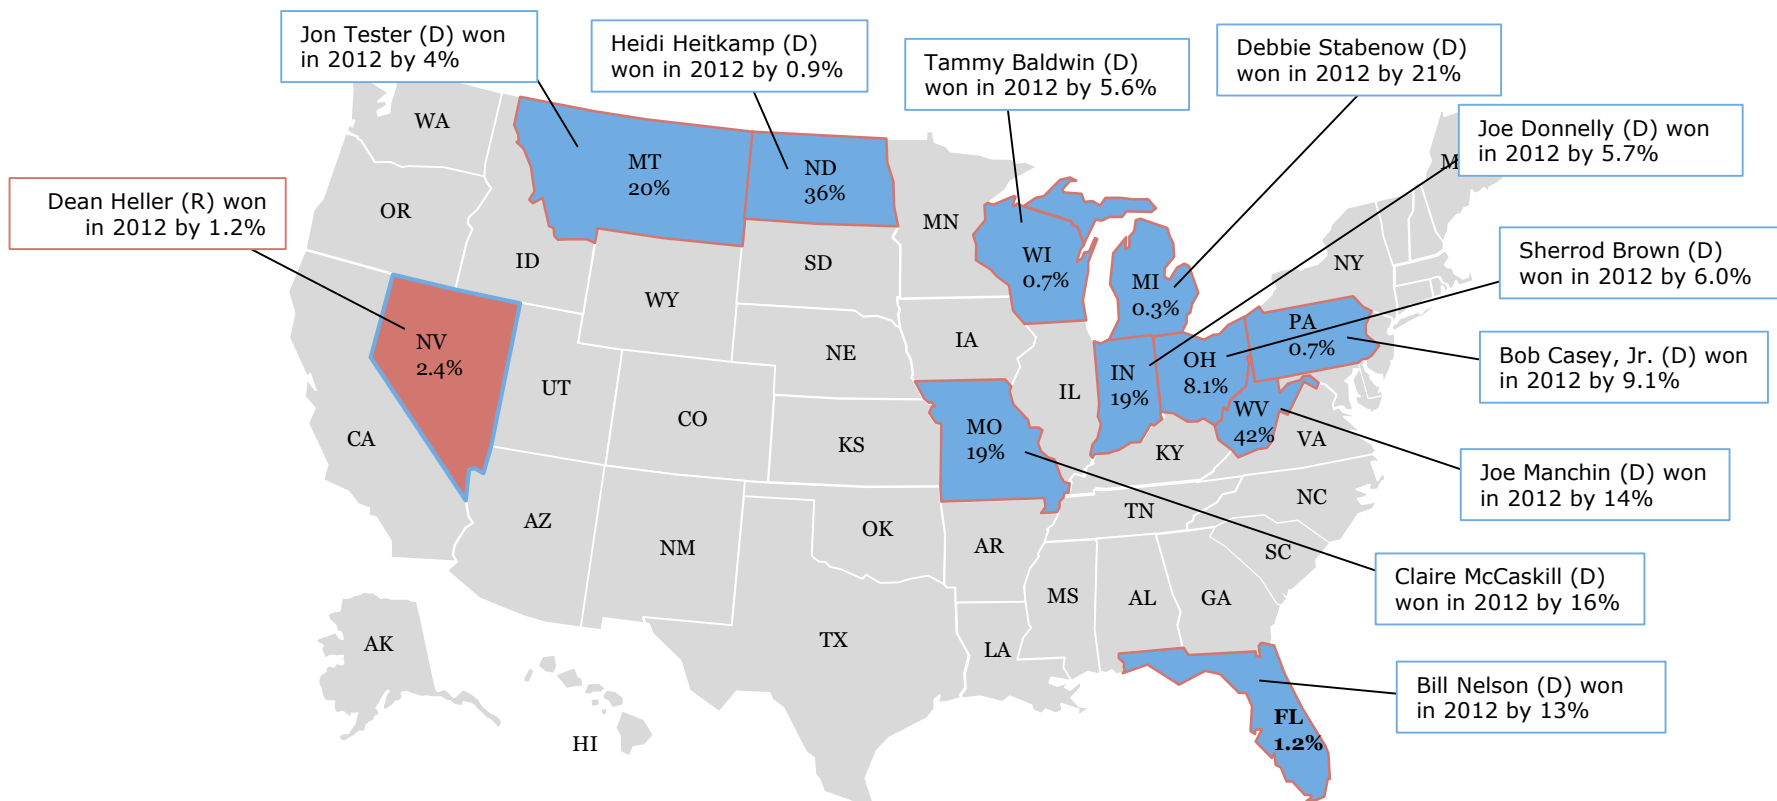 Jon Tester (D) won
in 2012 by 4%
Heidi Heitkamp (D)
won in 2012 by 0.9%
Tammy Baldwin (D)
won in 2012 by 5.6%
Debbie Stabenow (D)
won in 2012 by 21%
Joe Donnelly (D) won
in 2012 by 5.7%
Dean Heller (R) won
in 2012 by 1.2%
Sherrod Brown (D)
won in 2012 by 6.0%
Bob Casey, Jr. (D) won
in 2012 by 9.1%
Joe Manchin (D) won
in 2012 by 14%
Claire McCaskill (D)
won in 2012 by 16%
Bill Nelson (D) won
in 2012 by 13%
WA
MT
20%
ND
36%
OR
MN
ID
SD
WI
0.7%
MI
0.3%
NY
M
WY
NV
2.4%
NE
IA
PA
0.7%
OH
8.1%
IN
19%
UT
IL
CO
WV
42%
CA
KS
MO
19%
KY
VA
NC
TN
AZ
NM
OK
AR
SC
MS
AL
GA
TX
LA
AK
HI
FL
1.2%